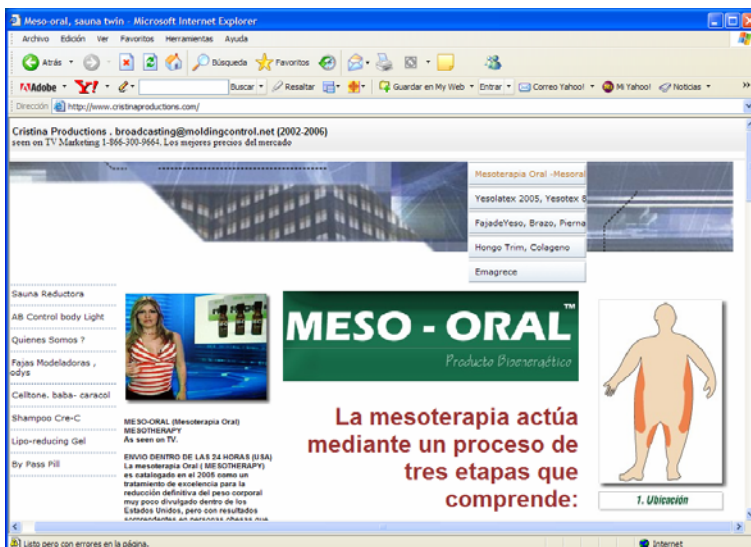 Meso-oral, sauna twin - Microsoft Internet Explorer
Archivo Edición Ver Favoritos Herramientas Ayuda
Atrás Búsqueda Favoritos
Adobe Y! Buscar Resaltar Guardar en My Web Entrar Correo Yahoo! Mi Yahoo! Noticias »
Dirección http://www.cristinaproductions.com/
Cristina Productions . broadcasting@moldingcontrol.net (2002-2006)
seen on TV Marketing 1-866-300-9664. Los mejores precios del mercado
Mesoterapia Oral -Mesoral
Yesolatex 2005, Yesotex 8
FajadeYeso, Brazo, Pierna
Hongo Trim, Colageno
Emagrece
Sauna Reductora
AB Control body Light
Quienes Somos ?
Fajas Modeladoras ,
odys
Celltone. baba- caracol
Shampoo Cre-C
Lipo-reducing Gel
By Pass Pill
MESO-ORAL (Mesoterapia Oral)
MESOTHERAPY
As seen on TV.
ENVIO DENTRO DE LAS 24 HORAS (USA)
La mesoterapia Oral ( MESOTHERAPY)
es catalogado en el 2005 como un
tratamiento de excelencia para la
reducción definitiva del peso corporal
muy poco divulgado dentro de los
Estados Unidos, pero con resultados
sorprendentes en personas obesas que
MESO - ORAL™
Producto Bioenergético
La mesoterapia actúa
mediante un proceso de
tres etapas que
comprende:
1. Ubicación
Listo pero con errores en la página.
Internet